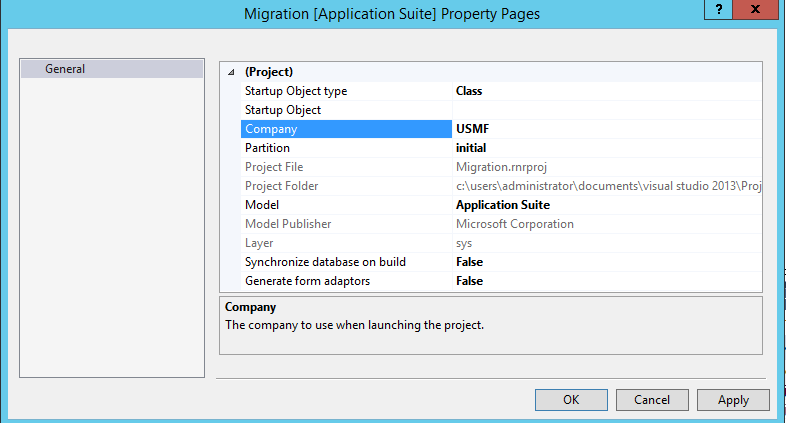 Migration [Application Suite] Property Pages
? x
General
(Project)
Startup Object type Class
Startup Object
Company USMF
Partition initial
Project File Migration.rnrproj
Project Folder c:\users\administrator\documents\visual studio 2013\Proj
Model Application Suite
Model Publisher Microsoft Corporation
Layer sys
Synchronize database on build False
Generate form adaptors False
Company
The company to use when launching the project.
OK Cancel Apply